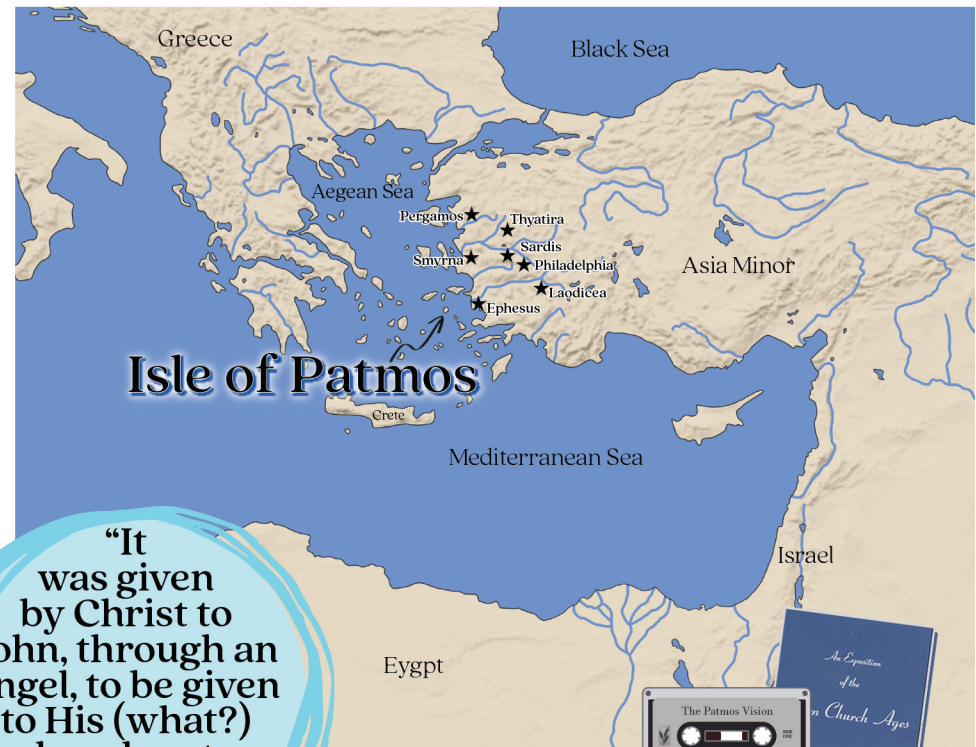 Greece
Black Sea
Aegean Sea
Pergamos
Thyatira
Sardis
Smyrna
Philadelphia
Asia Minor
Laodicea
Ephesus
Isle of Patmos
Crete
Mediterranean Sea
“It
was given
by Christ to
ohn, through an
ngel, to be given
to His (what?)
Israel
Eygpt
An Exposition
of the
n Church Ages
The Patmos Vision
SIDE
ONE